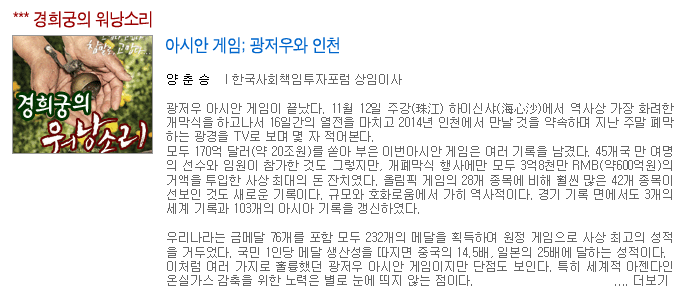 *** 경희궁의 워낭소리
경희궁의
워낭소리
아시안 게임; 광저우와 인천
양 춘 승 ㅣ한국사회책임투자포럼 상임이사
광저우 아시안 게임이 끝났다. 11월 12일 주강(珠江) 하이신사(海心沙)에서 역사상 가장 화려한
개막식을 하고나서 16일간의 열전을 마치고 2014년 인천에서 만날 것을 약속하며 지난 주말 폐막
하는 광경을 TV로 보며 몇 자 적어본다.
모두 170억 달러(약 20조원)를 쏟아 부은 이번아시안 게임은 여러 기록을 남겼다. 45개국 만 여명
의 선수와 임원이 참가한 것도 그렇지만, 개폐막식 행사에만 모두 3억8천만 RMB(약600억원)의
거액을 투입한 사상 최대의 돈 잔치였다. 올림픽 게임의 28개 종목에 비해 훨씬 많은 42개 종목이
선보인 것도 새로운 기록이다. 규모와 호화로움에서 가히 역사적이다. 경기 기록 면에서도 3개의
세계 기록과 103개의 아시아 기록을 갱신하였다.
우리나라는 금메달 76개를 포함 모두 232개의 메달을 획득하여 원정 게임으로 사상 최고의 성적
을 거두었다. 국민 1인당 메달 생산성을 따지면 중국의 14.5배, 일본의 25배에 달하는 성적이다.
이처럼 여러 가지로 훌륭했던 광저우 아시안 게임이지만 단점도 보인다. 특히 세계적 아젠다인
온실가스 감축을 위한 노력은 별로 눈에 띄지 않는 점이다. .... 더보기